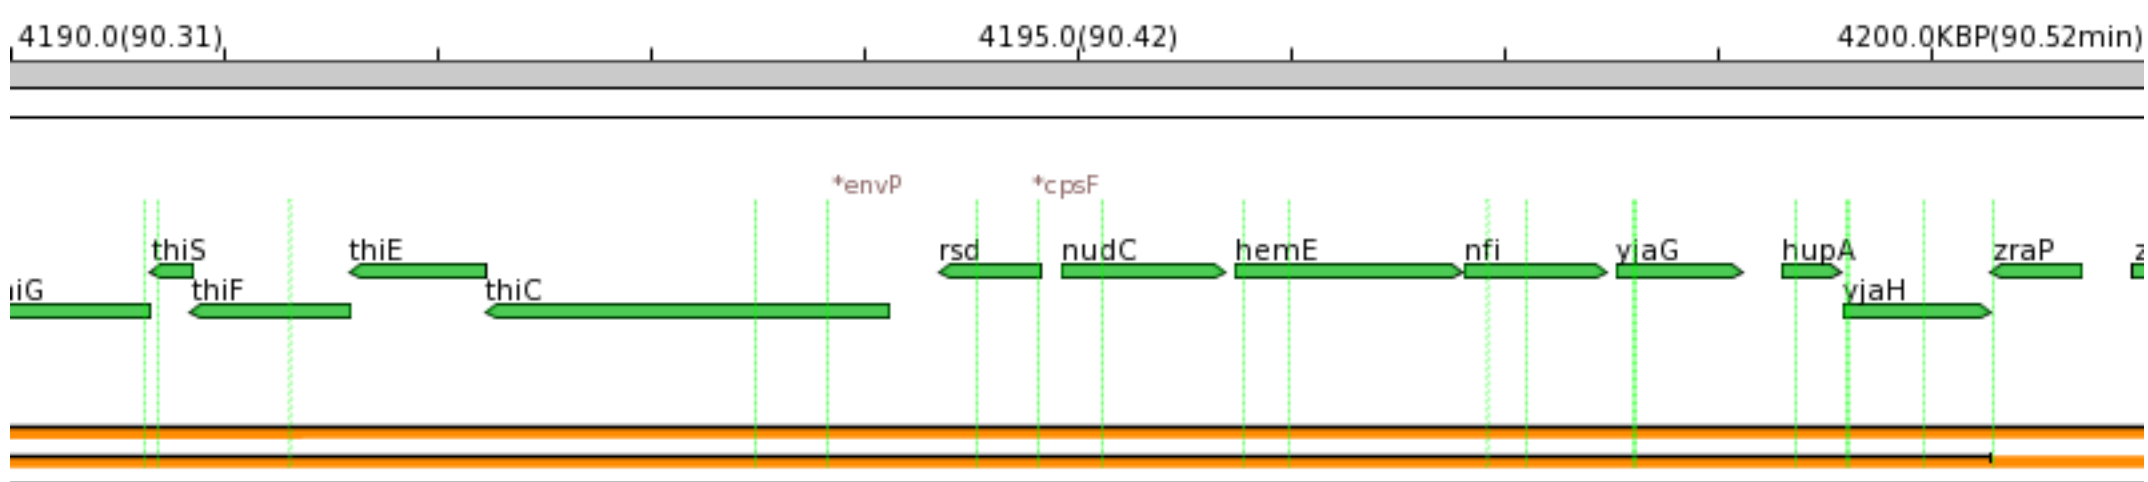 4190.0(90.31) 4195.0(90.42) 4200.0KBP(90.52min)
*envP *cpsF
thiS thiE rsd nudC hemE nfi yjaG hupA zraP z
iiG thiF thiC yjaH